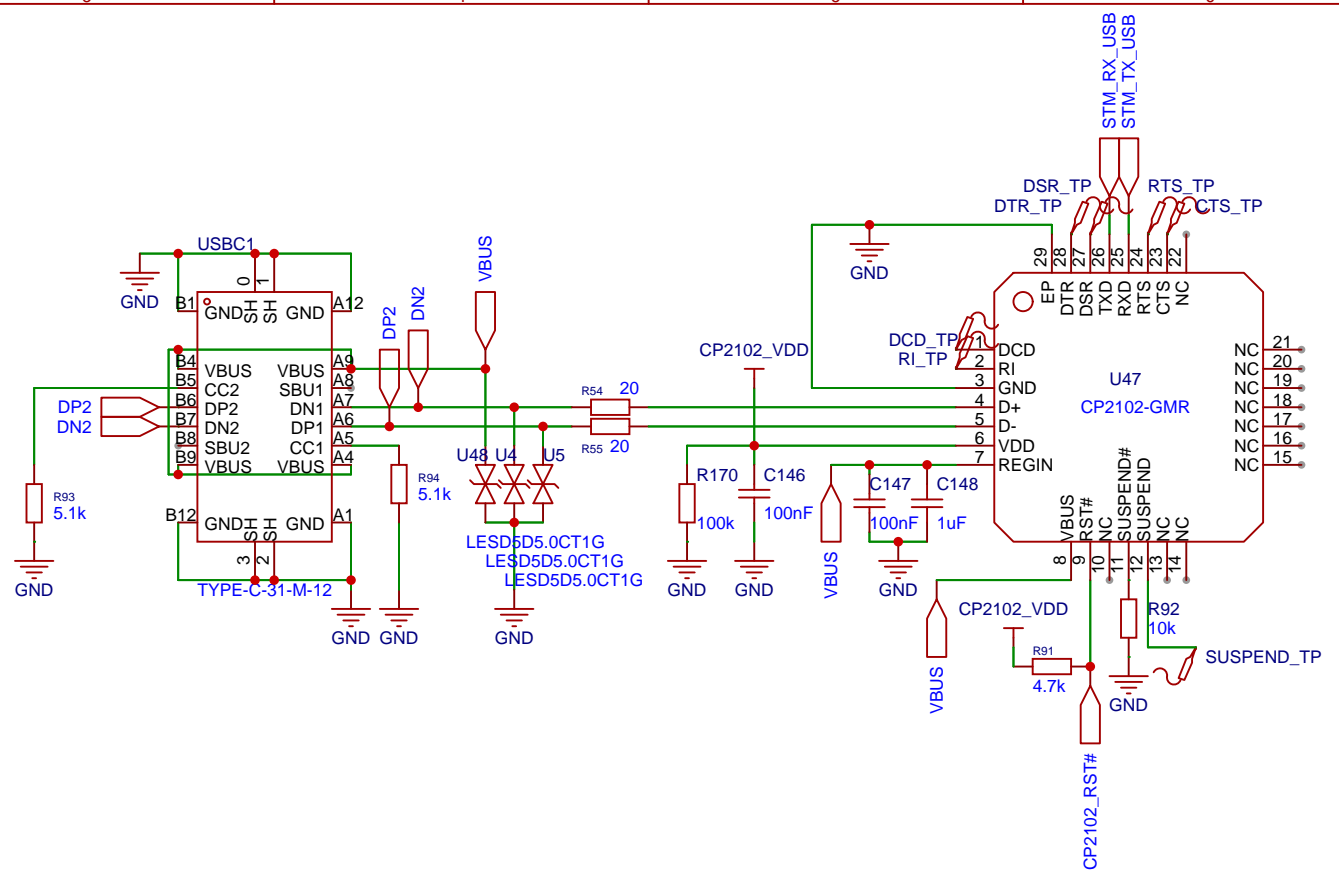 STM_RX_USB
STM_TX_USB
DSR_TP
RTS_TP
DTR_TP
CTS_TP
USBC1
VBUS
GND
GND
29
28
27
26
25
24
23
22
EP
DTR
DSR
TXD
RXD
RTS
CTS
NC
0
1
SH
SH
B1
GND
GND
A12
DP2
DN2
CP2102_VDD
DCD_TP
RI_TP
1
DCD
2
RI
3
GND
4
D+
5
D-
6
VDD
7
REGIN
U47
CP2102-GMR
NC 21
NC 20
NC 19
NC 18
NC 17
NC 16
NC 15
B4
VBUS
VBUS
A9
B5
CC2
SBU1
A8
DP2
B6
DP2
DN1
A7
DN2
B7
DN2
DP1
A6
B8
SBU2
CC1
A5
B9
VBUS
VBUS
A4
R54 20
R55 20
U48
U4
U5
R93
5.1k
R94
5.1k
R170
100k
C146
100nF
C147
100nF
C148
1uF
B12
GND
SH
SH
GND
A1
3
2
TYPE-C-31-M-12
LESD5D5.0CT1G
LESD5D5.0CT1G
LESD5D5.0CT1G
GND
GND
GND
GND
GND
GND
GND
VBUS
VBUS
RST#
NC
SUSPEND#
SUSPEND
NC
NC
8
9
10
11
12
13
14
CP2102_VDD
R92
10k
R91
4.7k
SUSPEND_TP
VBUS
GND
CP2102_RST#